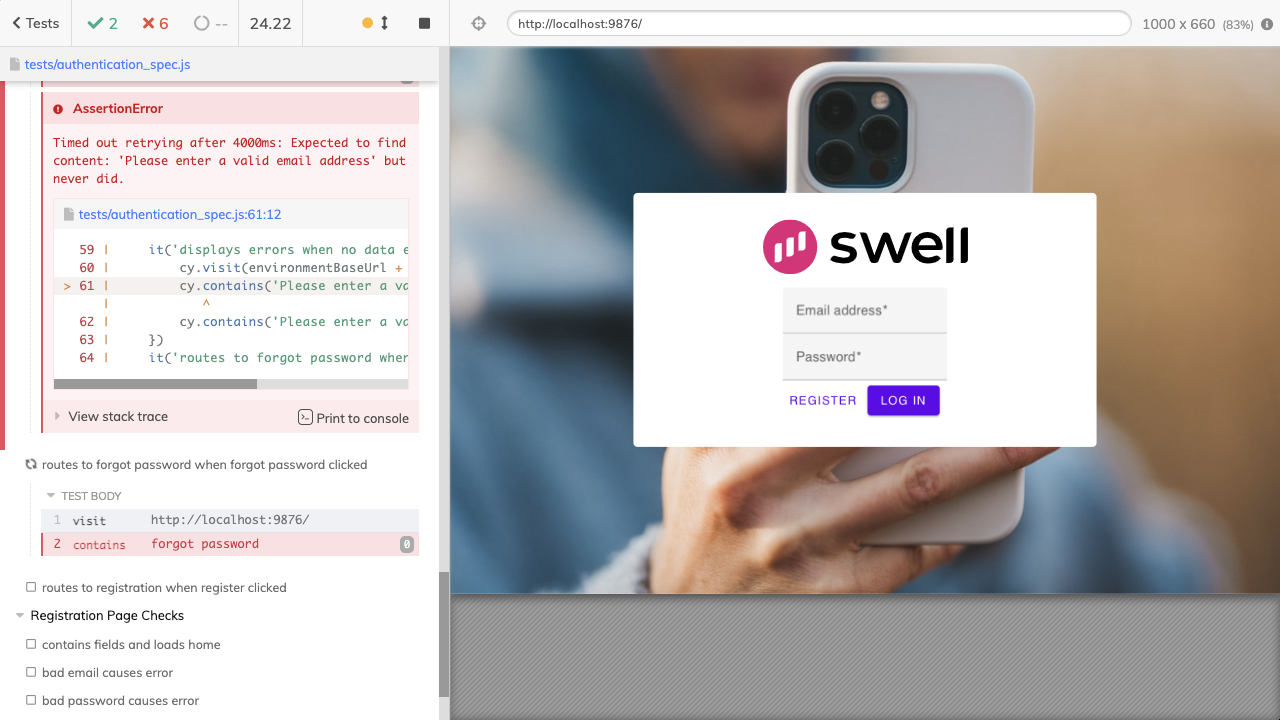 Tests
2
6
--
24.22
http://localhost:9876/
1000 x 660 (83%)
tests/authentication_spec.js
AssertionError
Timed out retrying after 4000ms: Expected to find
content: 'Please enter a valid email address' but
never did.
tests/authentication_spec.js:61:12
59 | it('displays errors when no data e
60 | cy.visit(environmentBaseUrl +
> 61 | cy.contains('Please enter a va
| ^
62 | cy.contains('Please enter a va
63 | })
64 | it('routes to forgot password wher
View stack trace
Print to console
routes to forgot password when forgot password clicked
TEST BODY
1 visit http://localhost:9876/
2 contains forgot password 0
routes to registration when register clicked
Registration Page Checks
contains fields and loads home
bad email causes error
bad password causes error
swell
Email address*
Password*
REGISTER
LOG IN